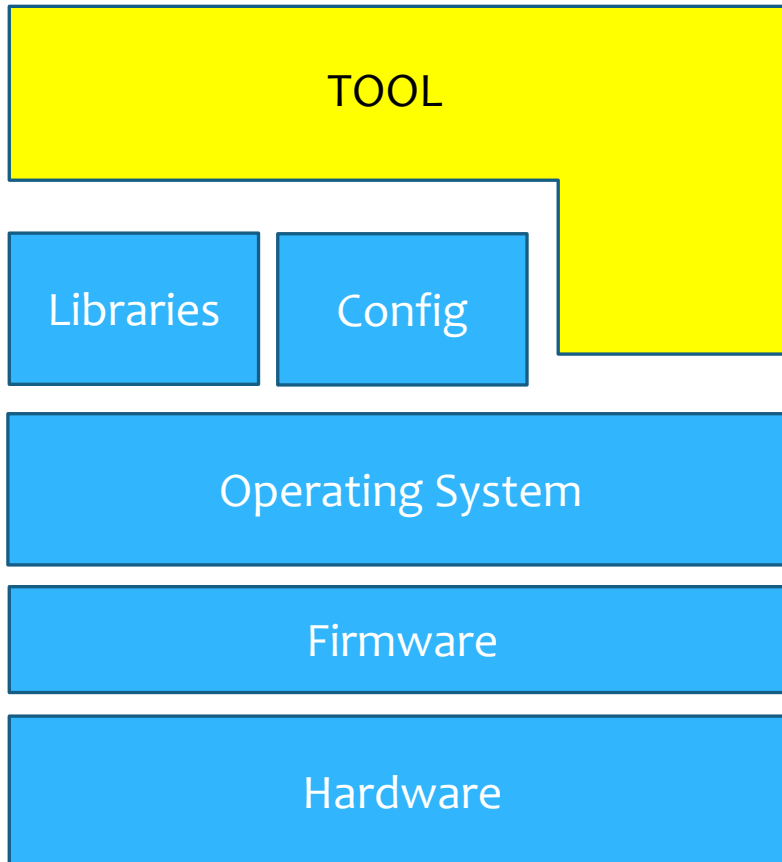 TOOL
Libraries
Config
Operating System
Firmware
Hardware